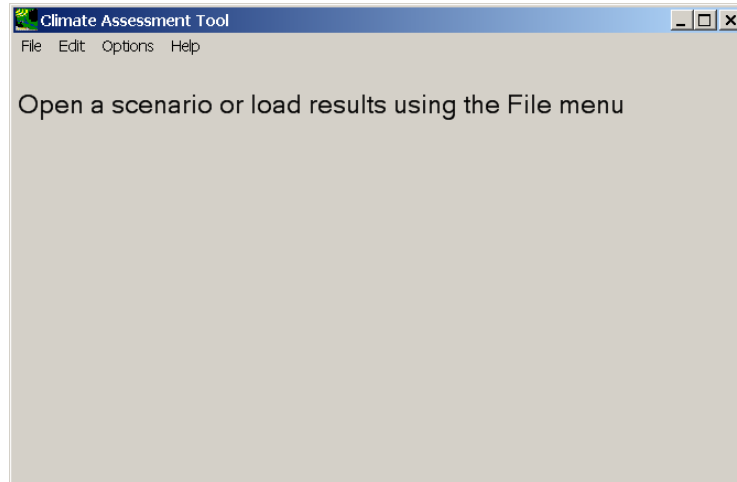 Climate Assessment Tool
File Edit Options Help
Open a scenario or load results using the File menu